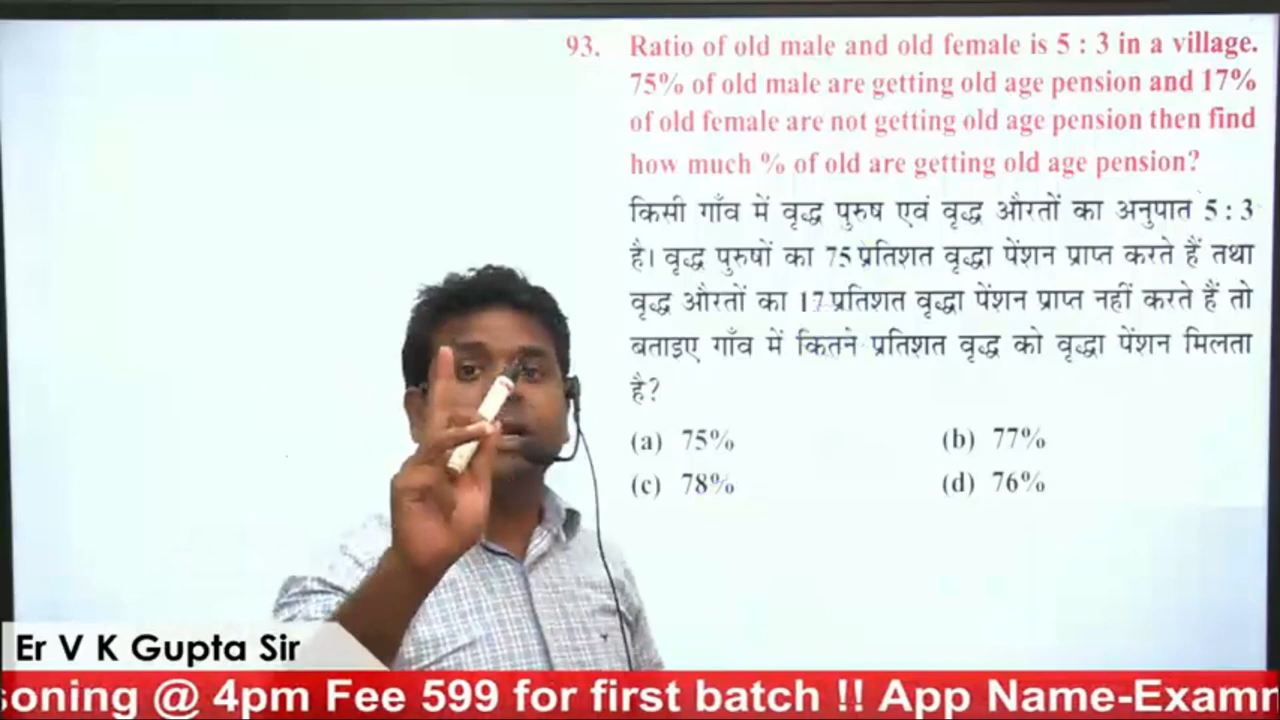 93. Ratio of old male and old female is 5 : 3 in a village.
75% of old male are getting old age pension and 17%
of old female are not getting old age pension then find
how much % of old are getting old age pension?
किसी गाँव में वृद्ध पुरुष एवं वृद्ध औरतों का अनुपात 5 : 3
है। वृद्ध पुरुषों का 75 प्रतिशत वृद्धा पेंशन प्राप्त करते हैं तथा
वृद्ध औरतों का 17 प्रतिशत वृद्धा पेंशन प्राप्त नहीं करते हैं तो
बताइए गाँव में कितने प्रतिशत वृद्ध को वृद्धा पेंशन मिलता
है?
(a) 75% (b) 77%
(c) 78% (d) 76%
Er V K Gupta Sir
soning @ 4pm Fee 599 for first batch !! App Name-Examr